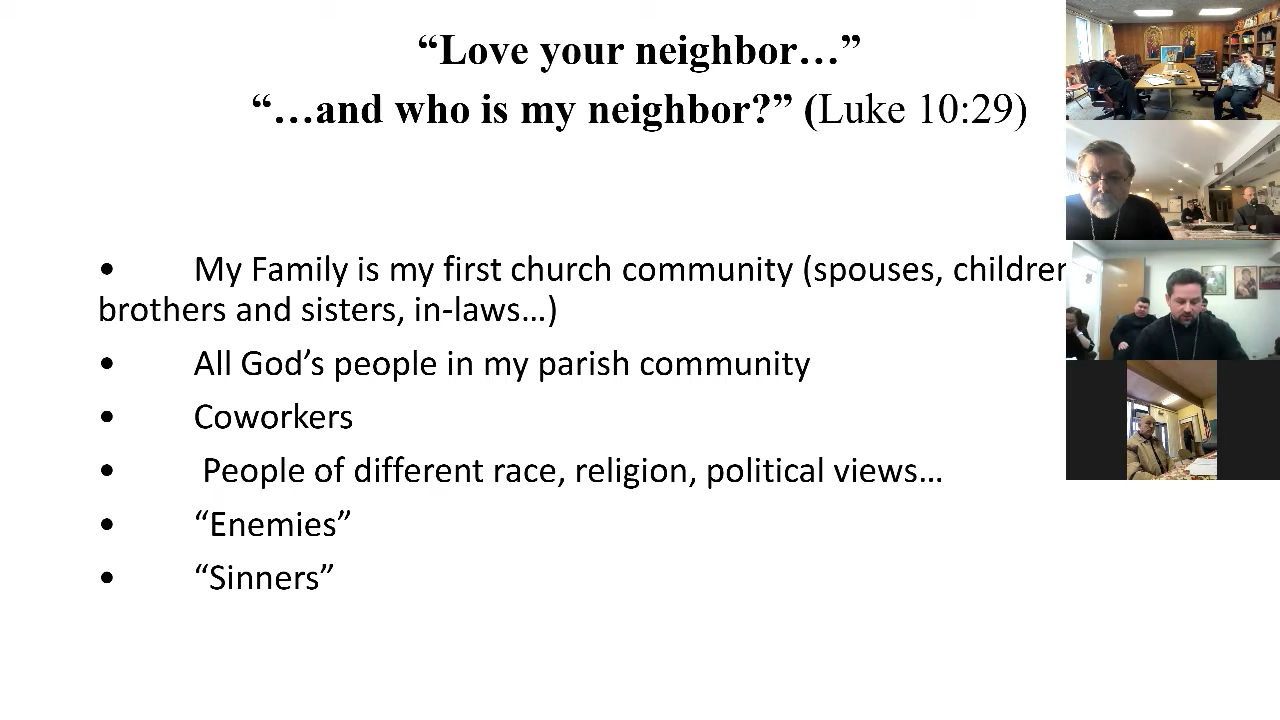 “Love your neighbor…”
“…and who is my neighbor?” (Luke 10:29)
• My Family is my first church community (spouses,
brothers and sisters, in-laws…)
• All God’s people in my parish community
• Coworkers
• People of different race, religion, political views…
• “Enemies”
• “Sinners”